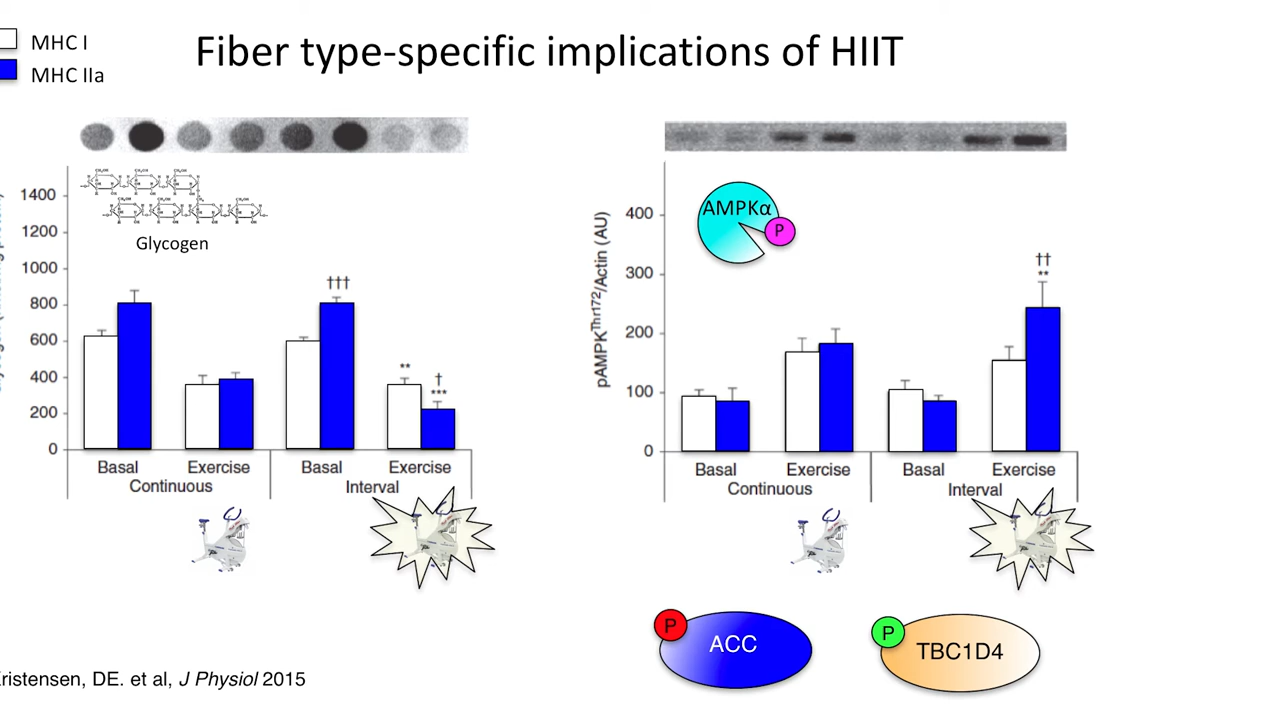 Fiber type-specific implications of HIIT
MHC I
MHC IIa
1400
1200
1000
800
600
400
200
0
Glycogen
†††
**
†
***
Basal
Exercise
Basal
Exercise
Continuous
Interval
pAMPKThr172/Actin (AU)
400
300
200
100
0
AMPKα
P
††
**
Basal
Exercise
Basal
Exercise
Continuous
Interval
P
ACC
P
TBC1D4
ristensen, DE. et al, J Physiol 2015